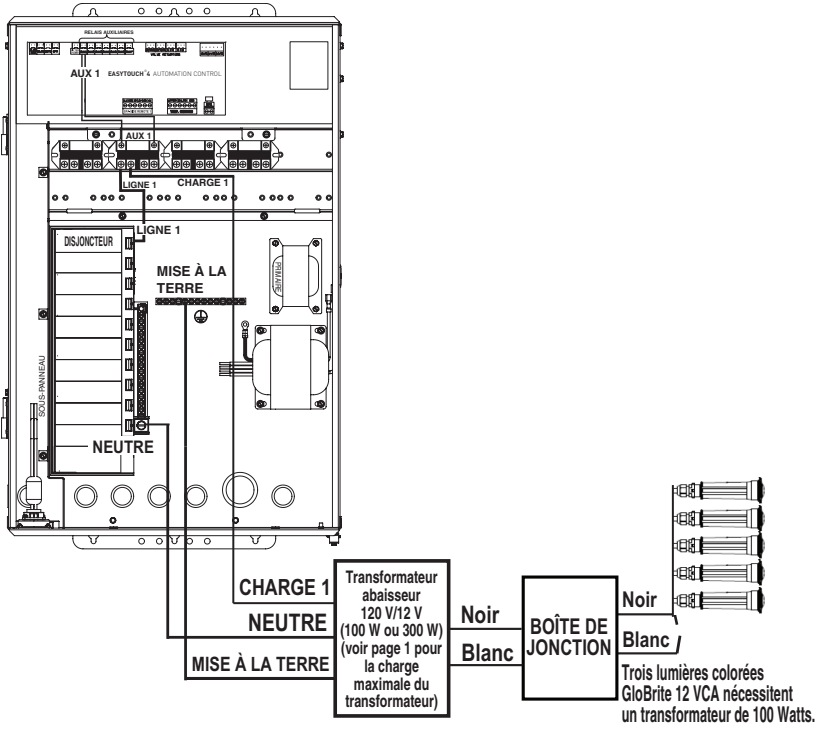 RELAIS AUXILIAIRES
AUX 1 EASYTOUCH 4 AUTOMATION CONTROL
AUX 1
LIGNE 1
CHARGE 1
LIGNE 1
DISJONCTEUR
MISE À LA
TERRE
PRIMAIRE
SOUS-PANNEAU
NEUTRE
CHARGE 1
NEUTRE
MISE À LA TERRE
Transformateur
abaisseur
120 V/12 V
(100 W ou 300 W)
(voir page 1 pour
la charge
maximale du
transformateur)
Noir
Blanc
BOÎTE DE
JONCTION
Noir
Blanc
Trois lumières colorées
GloBrite 12 VCA nécessitent
un transformateur de 100 Watts.